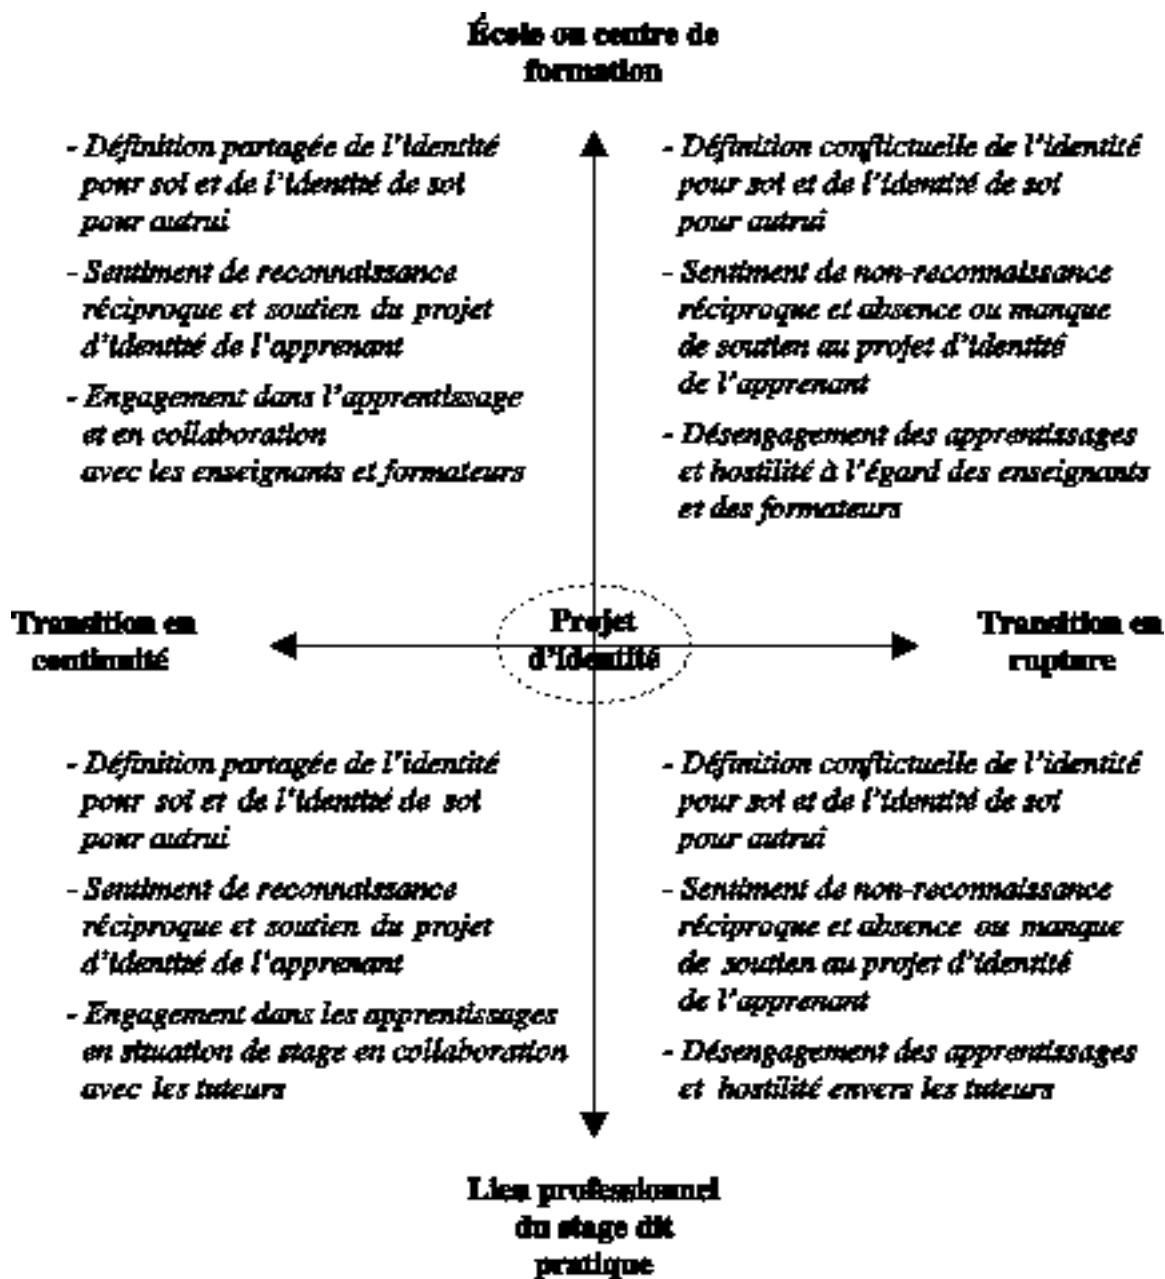 École ou centre de
formation
- Définition partagée de l'identité
pour soi et de l'identité de soi
pour autrui
- Sentiment de reconnaissance
réciproque et soutien du projet
d'identité de l'apprenant
- Engagement dans l'apprentissage
et en collaboration
avec les enseignants et formateurs
- Définition conflictuelle de l'identité
pour soi et de l'identité de soi
pour autrui
- Sentiment de non-reconnaissance
réciproque et absence ou manque
de soutien au projet d'identité
de l'apprenant
- Désengagement des apprentissages
et hostilité à l'égard des enseignants
et des formateurs
Transition en
continuité
Projet
d'identité
Transition en
rupture
- Définition partagée de l'identité
pour soi et de l'identité de soi
pour autrui
- Sentiment de reconnaissance
réciproque et soutien du projet
d'identité de l'apprenant
- Engagement dans les apprentissages
en situation de stage en collaboration
avec les tuteurs
- Définition conflictuelle de l'identité
pour soi et de l'identité de soi
pour autrui
- Sentiment de non-reconnaissance
réciproque et absence ou manque
de soutien au projet d'identité
de l'apprenant
- Désengagement des apprentissages
et hostilité envers les tuteurs
Lieu professionnel
du stage dit
pratique